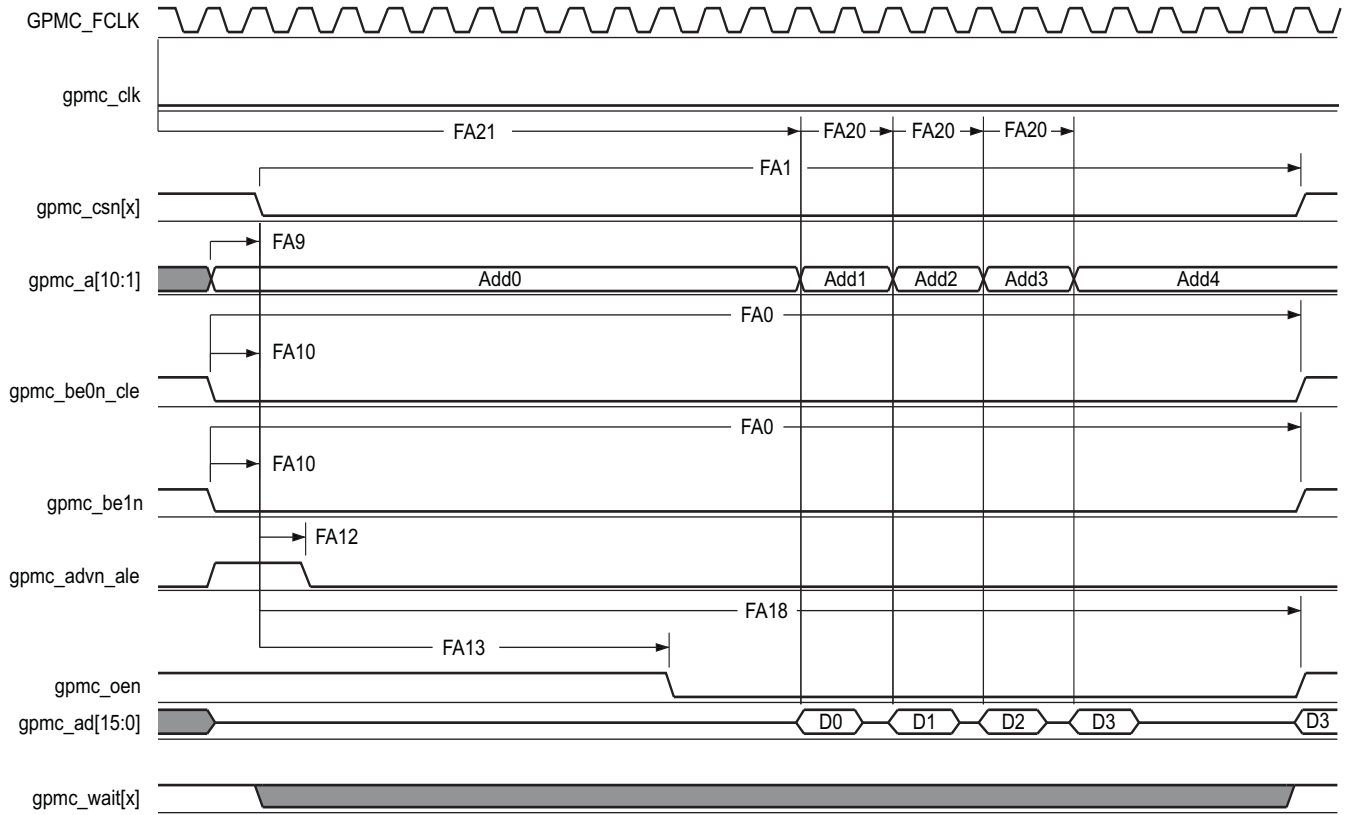 GPMC_FCLK
gpmc_clk
FA21 FA20 FA20 FA20
FA1
gpmc_csn[x]
FA9
gpmc_a[10:1] Add0 Add1 Add2 Add3 Add4
FA0
FA10
gpmc_be0n_cle
FA0
FA10
gpmc_be1n
FA12
gpmc_advn_ale
FA18
FA13
gpmc_oen
gpmc_ad[15:0] D0 D1 D2 D3 D3
gpmc_wait[x]